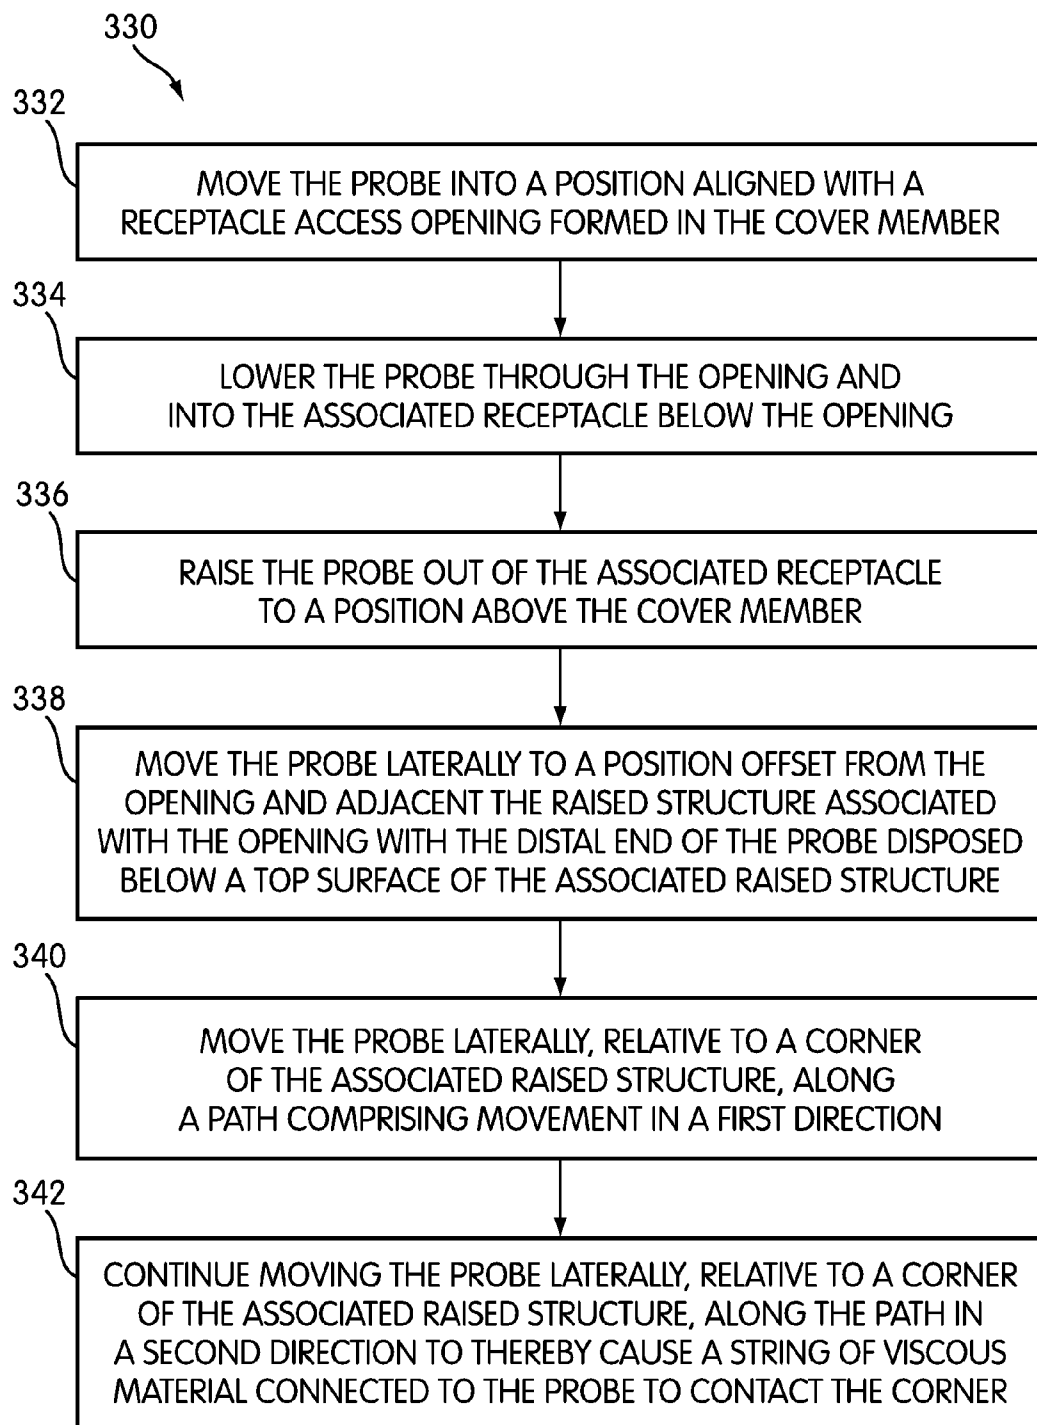 330
332
MOVE THE PROBE INTO A POSITION ALIGNED WITH A
RECEPTACLE ACCESS OPENING FORMED IN THE COVER MEMBER
334
LOWER THE PROBE THROUGH THE OPENING AND
INTO THE ASSOCIATED RECEPTACLE BELOW THE OPENING
336
RAISE THE PROBE OUT OF THE ASSOCIATED RECEPTACLE
TO A POSITION ABOVE THE COVER MEMBER
338
MOVE THE PROBE LATERALLY TO A POSITION OFFSET FROM THE
OPENING AND ADJACENT THE RAISED STRUCTURE ASSOCIATED
WITH THE OPENING WITH THE DISTAL END OF THE PROBE DISPOSED
BELOW A TOP SURFACE OF THE ASSOCIATED RAISED STRUCTURE
340
MOVE THE PROBE LATERALLY, RELATIVE TO A CORNER
OF THE ASSOCIATED RAISED STRUCTURE, ALONG
A PATH COMPRISING MOVEMENT IN A FIRST DIRECTION
342
CONTINUE MOVING THE PROBE LATERALLY, RELATIVE TO A CORNER
OF THE ASSOCIATED RAISED STRUCTURE, ALONG THE PATH IN
A SECOND DIRECTION TO THEREBY CAUSE A STRING OF VISCOUS
MATERIAL CONNECTED TO THE PROBE TO CONTACT THE CORNER